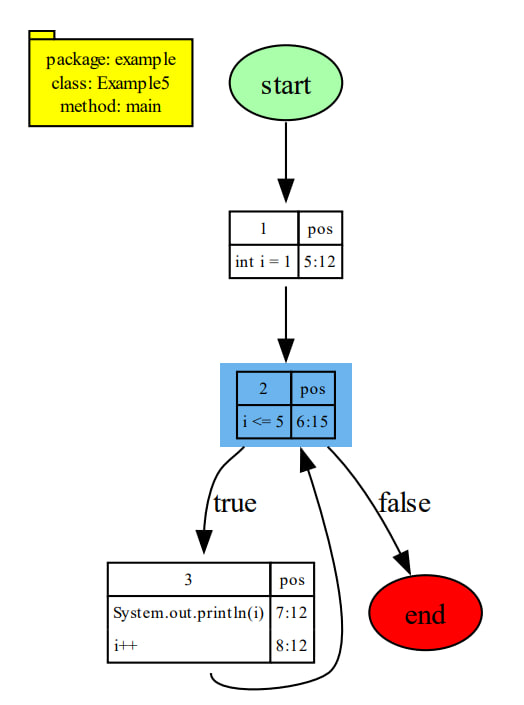 package: example
class: Example5
method: main
start
1 pos
int i = 1 5:12
2 pos
i <= 5 6:15
true
false
3 pos
System.out.println(i) 7:12
i++ 8:12
end